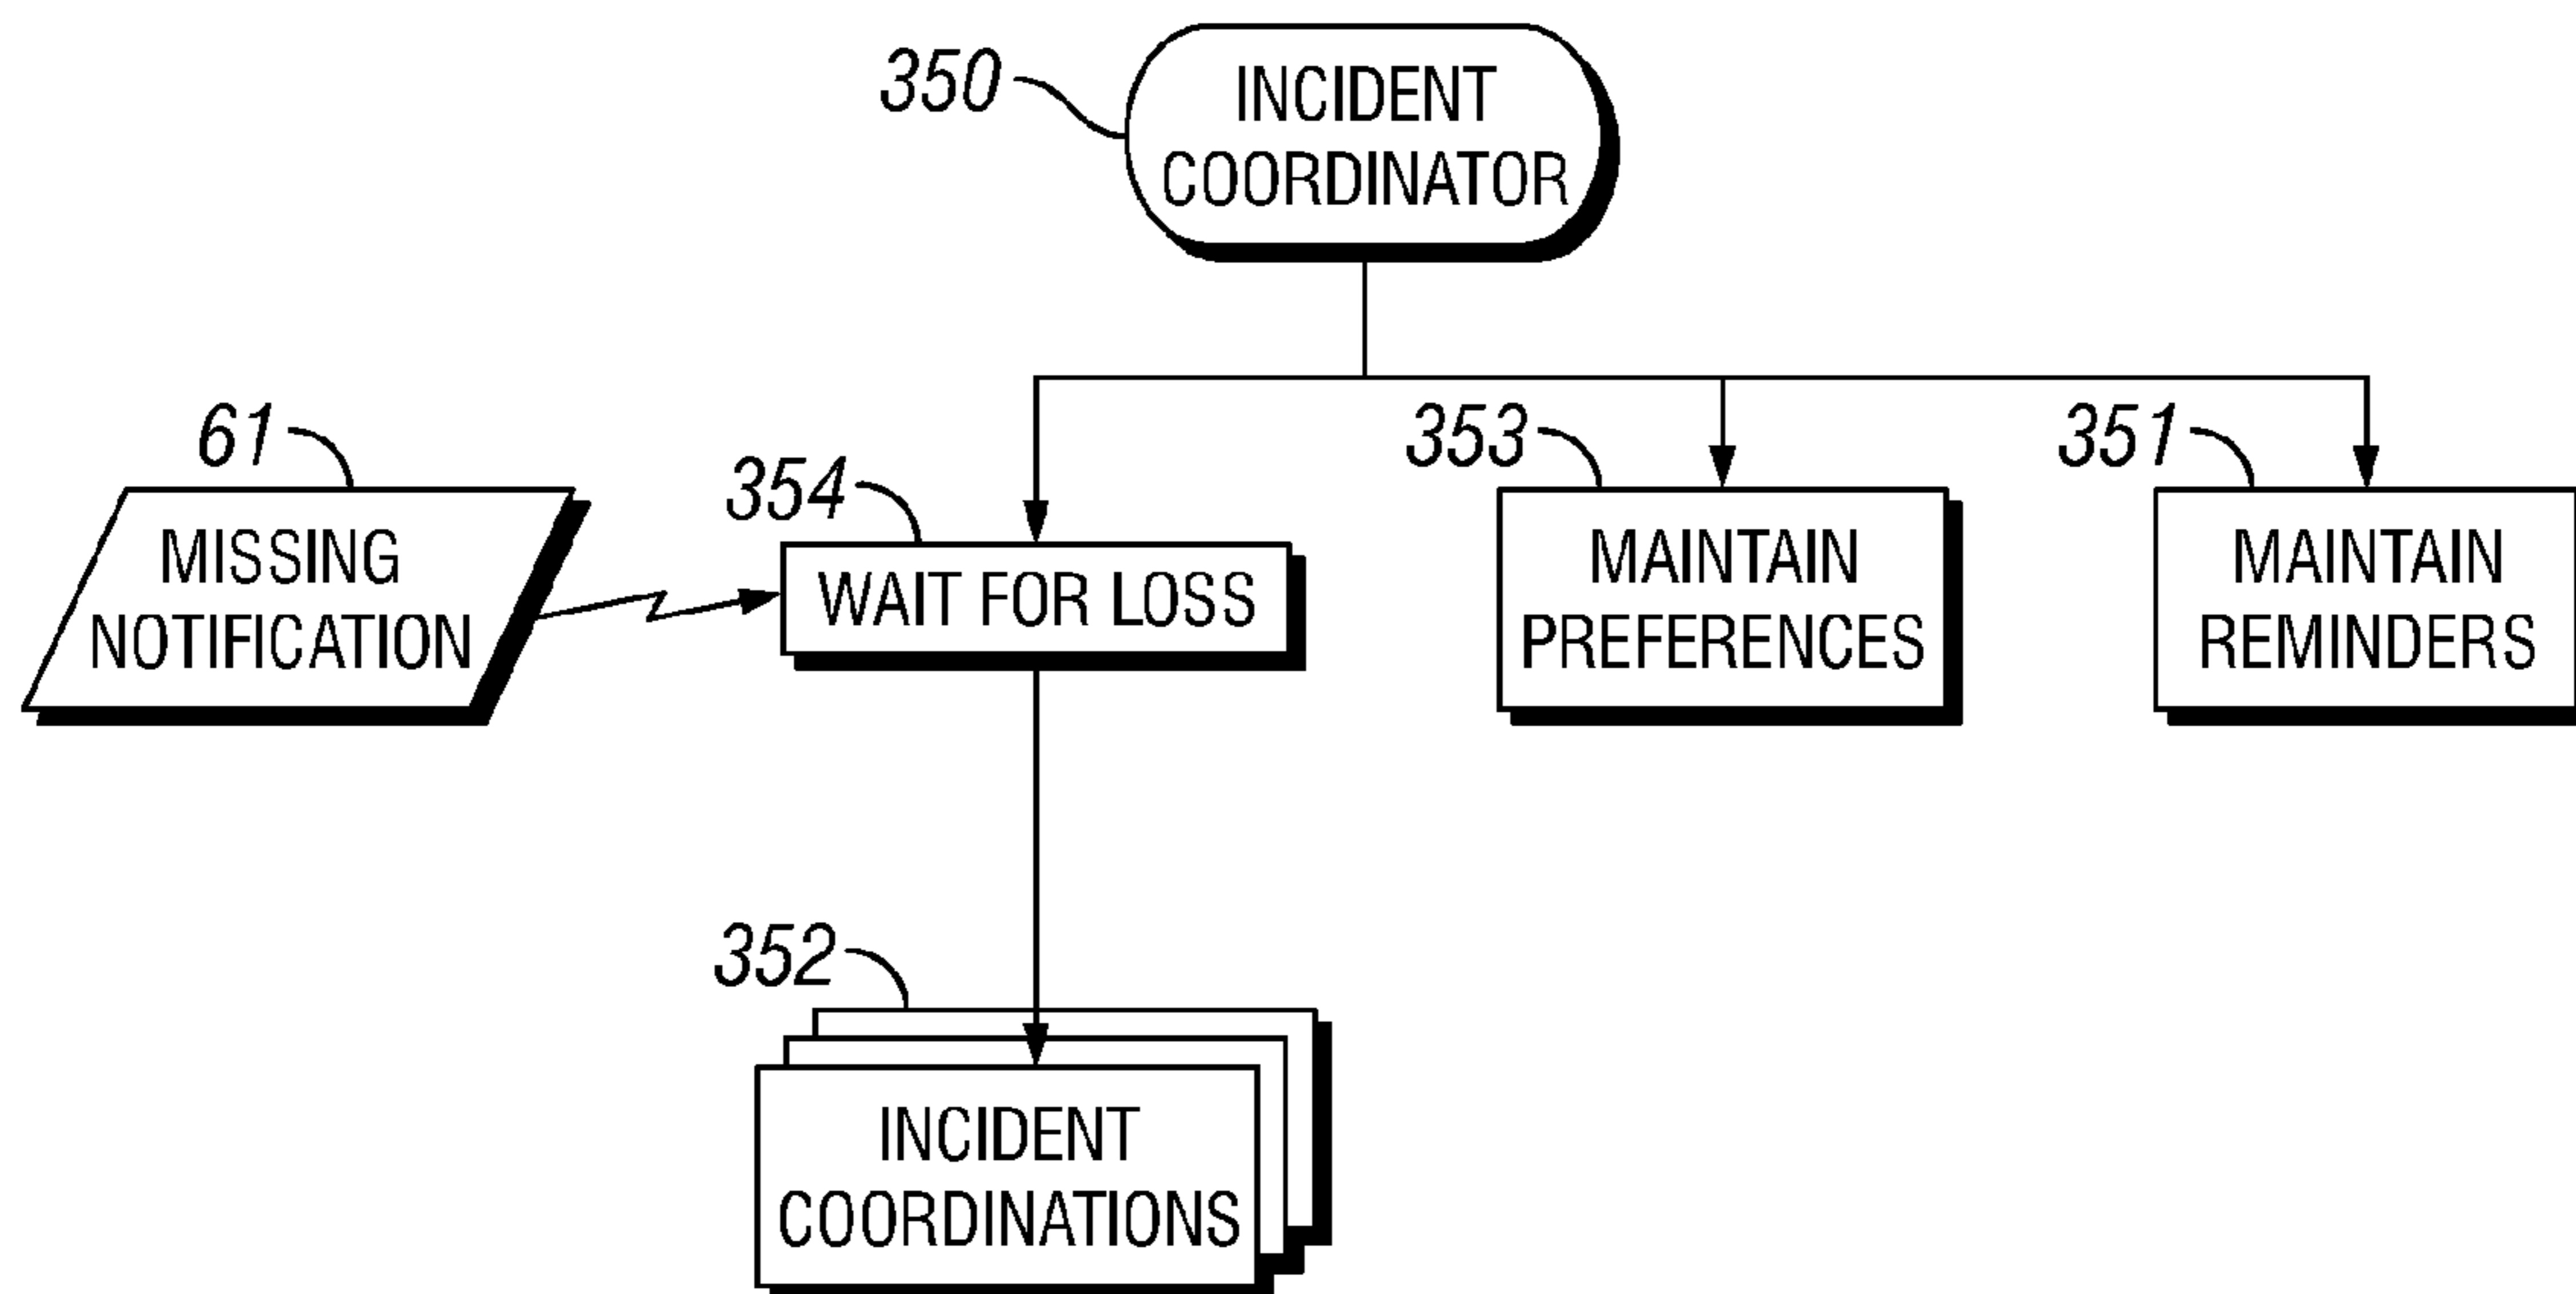 350
INCIDENT
COORDINATOR
61
MISSING
NOTIFICATION
354
WAIT FOR LOSS
353
MAINTAIN
PREFERENCES
351
MAINTAIN
REMINDERS
352
INCIDENT
COORDINATIONS